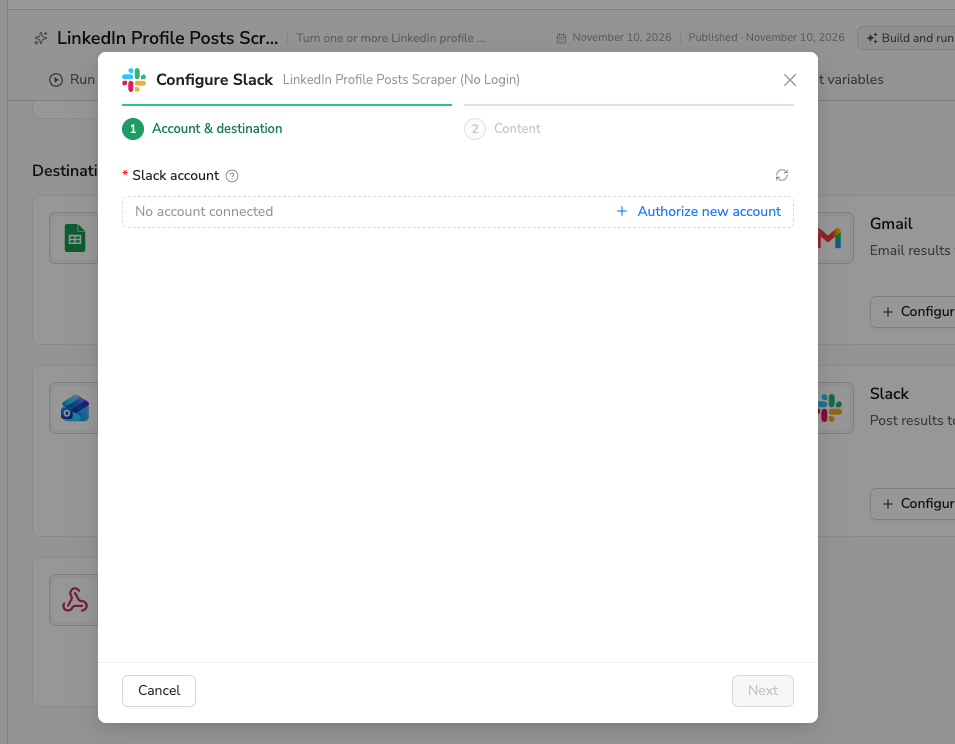 LinkedIn Profile Posts Scr...
Turn one or more LinkedIn profile ...
November 10, 2026
Published · November 10, 2026
Build and run
Run
t variables
Configure Slack
LinkedIn Profile Posts Scraper (No Login)
1 Account & destination
2 Content
* Slack account
No account connected
+ Authorize new account
Destinati
Gmail
Email results
+ Configur
Slack
Post results to
+ Configur
Cancel
Next